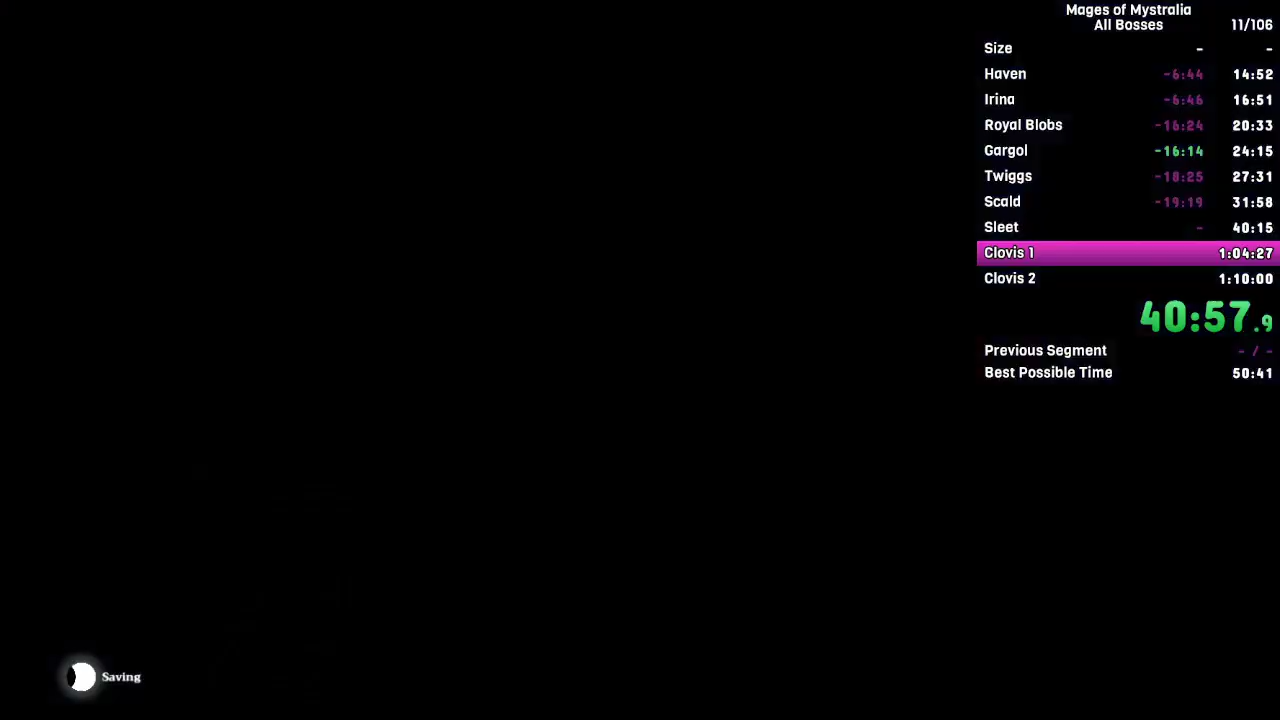 Mages of Mystralia
All Bosses 11/106
Size - -
Haven -6:44 14:52
Irina -6:46 16:51
Royal Blobs -16:24 20:33
Gargol -16:14 24:15
Twiggs -18:25 27:31
Scald -19:19 31:58
Sleet - 40:15
Clovis 1 1:04:27
Clovis 2 1:10:00
40:57.9
Previous Segment - / -
Best Possible Time 50:41
Saving